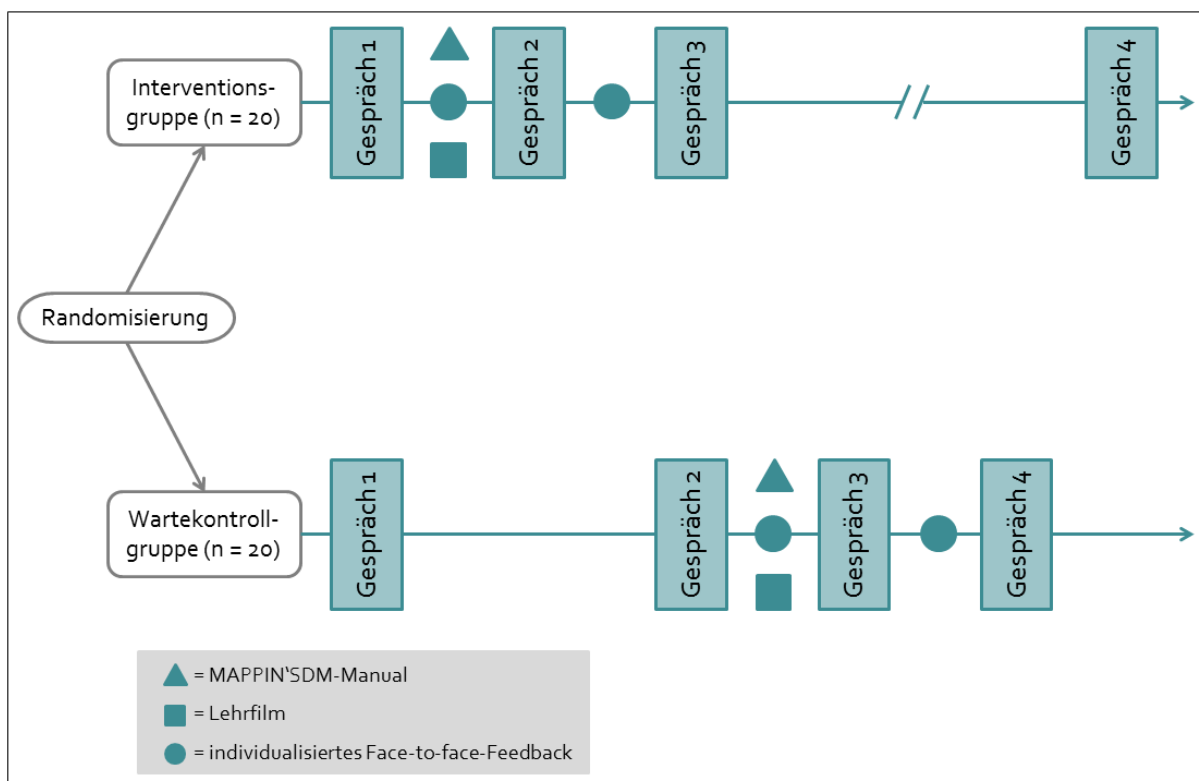 Interventions-
gruppe (n = 20)
Gespräch 1
Gespräch 2
Gespräch 3
Gespräch 4
Randomisierung
Wartekontroll-
gruppe (n = 20)
Gespräch 1
Gespräch 2
Gespräch 3
Gespräch 4
= MAPPIN‘SDM-Manual
= Lehrfilm
= individualisiertes Face-to-face-Feedback